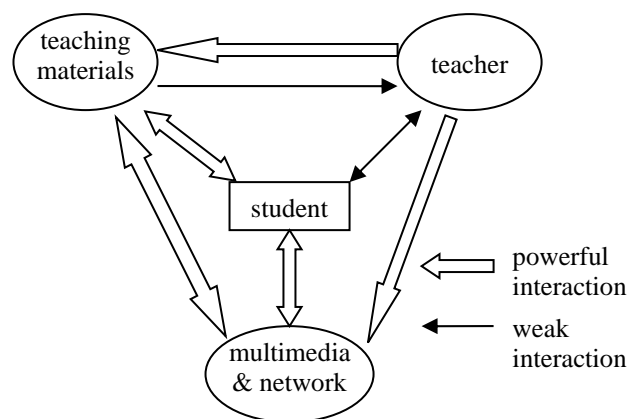 teaching
materials
teacher
student
multimedia
& network
powerful
interaction
weak
interaction